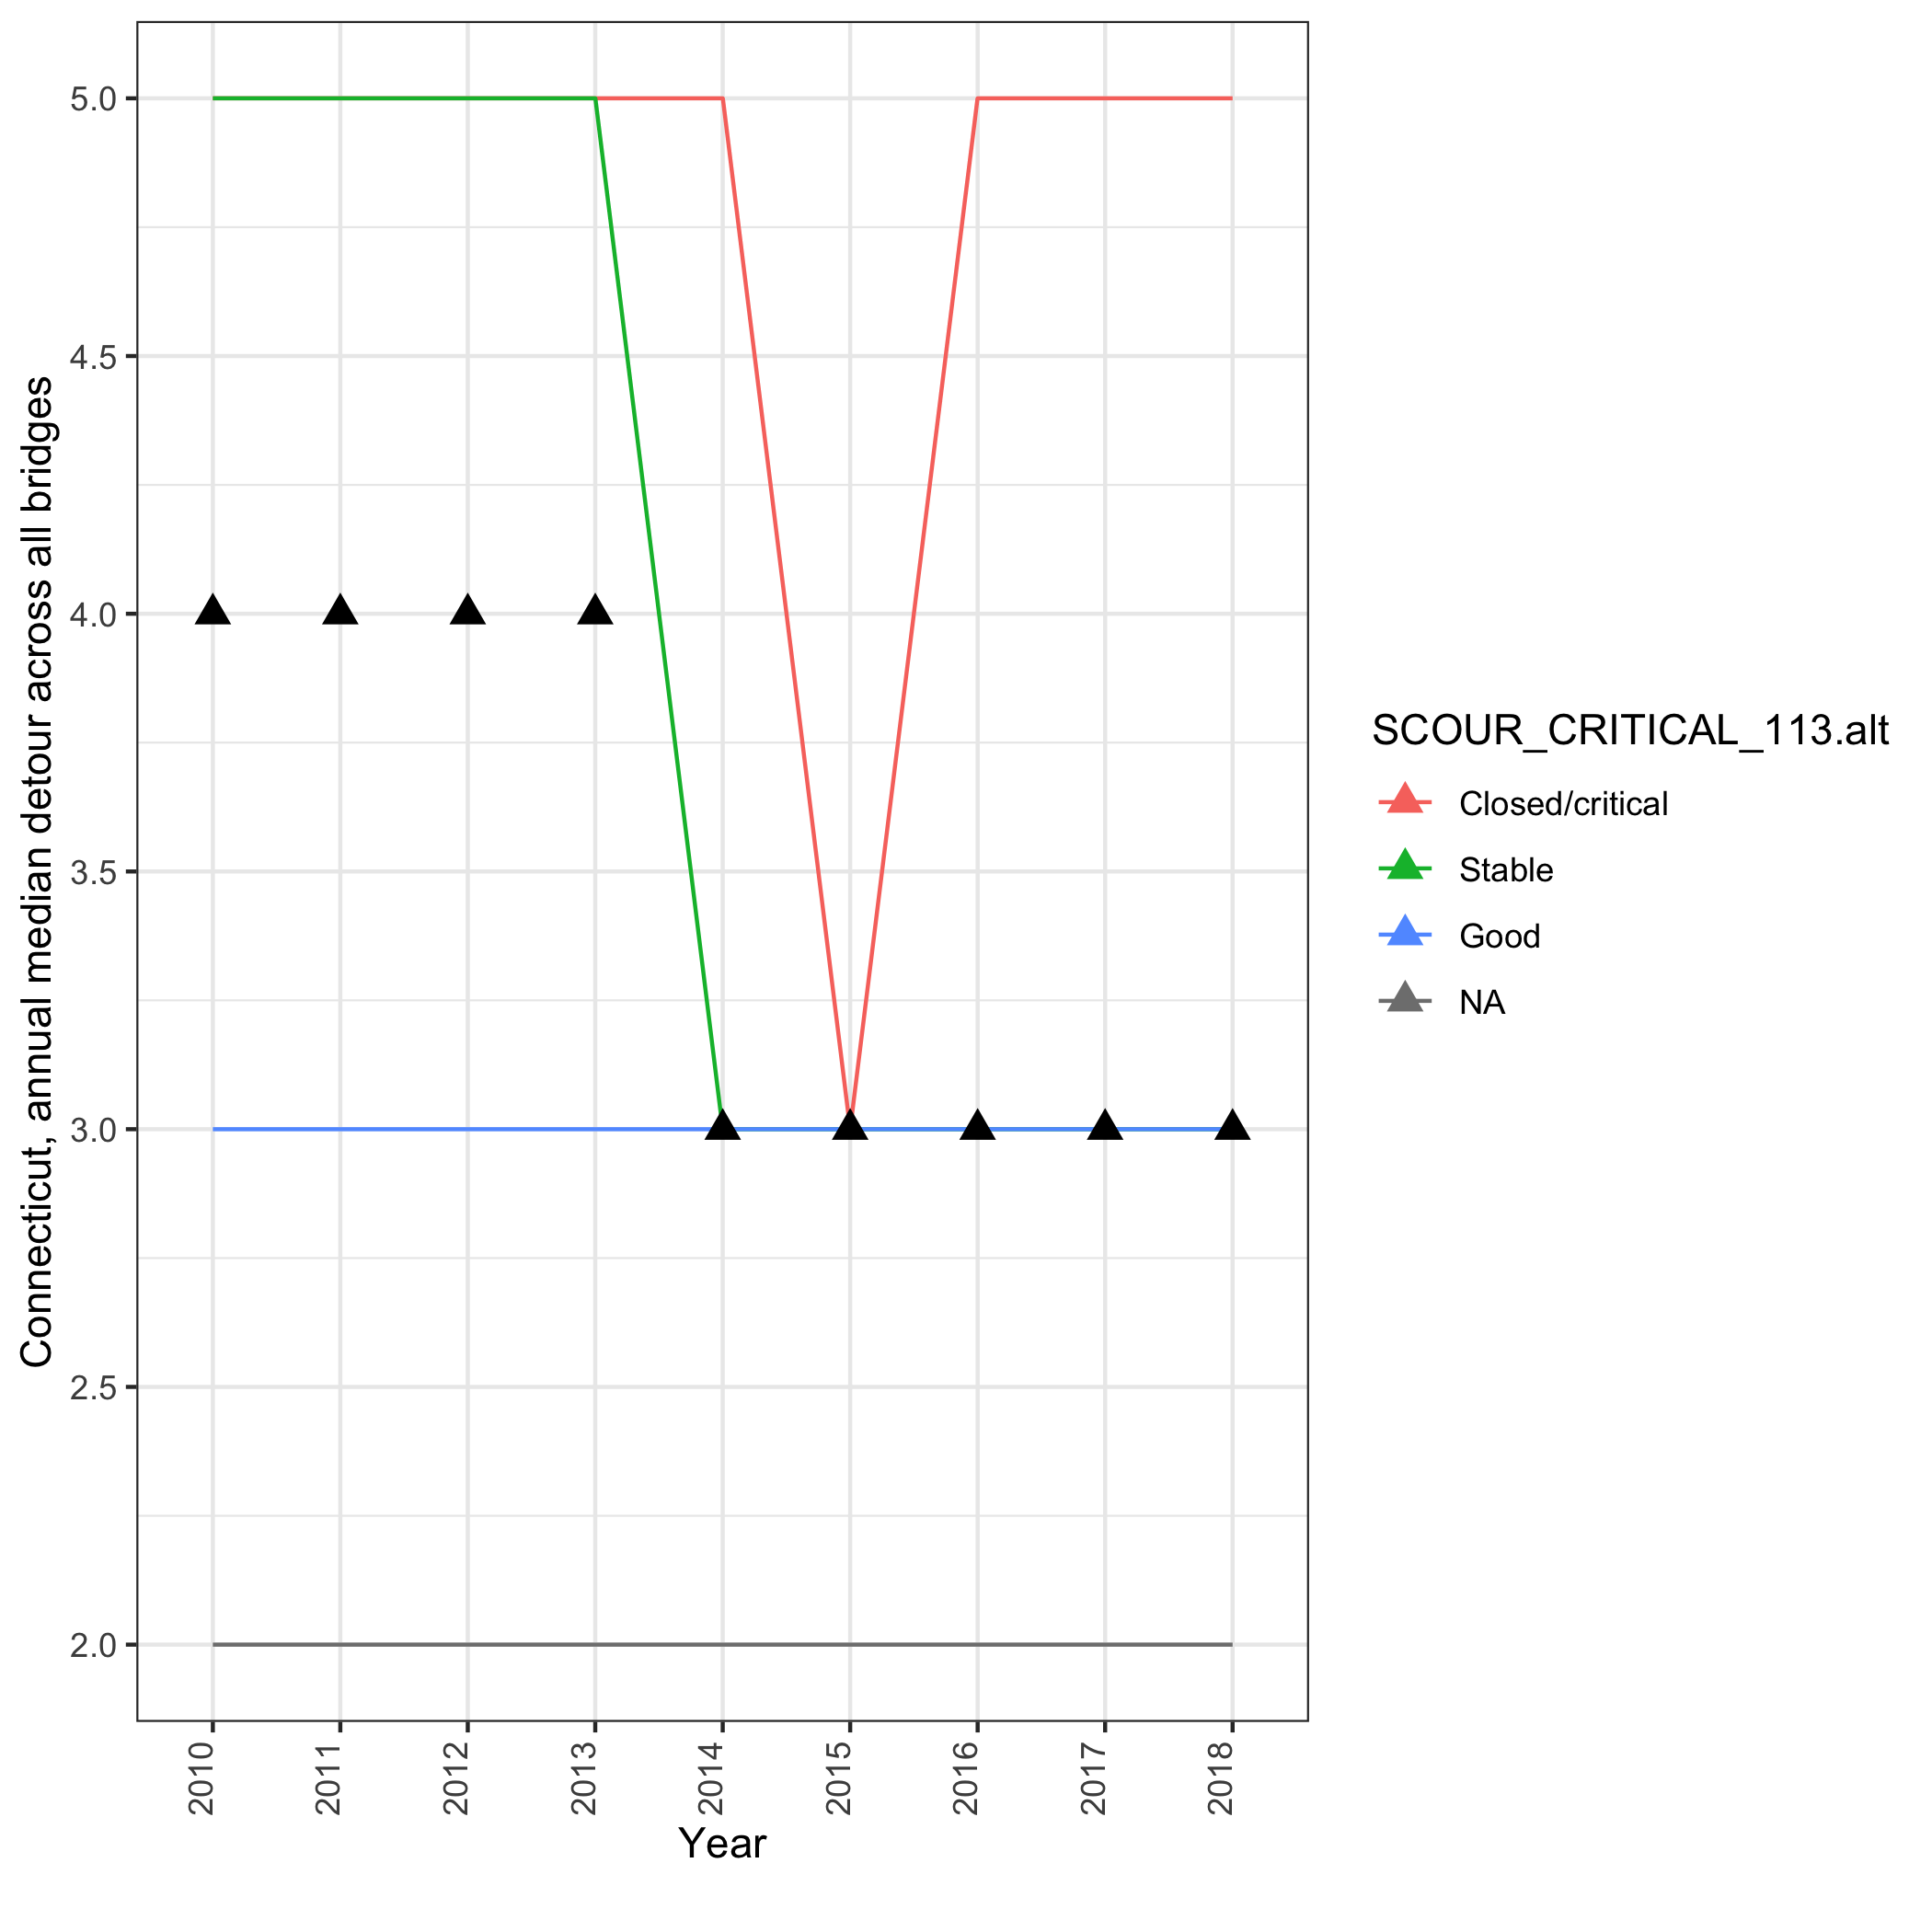 Connecticut, annual median detour across all bridges
5.0
4.5
4.0
3.5
3.0
2.5
2.0
2010
2011
2012
2013
2014
2015
2016
2017
2018
Year
SCOUR_CRITICAL_113.alt
Closed/critical
Stable
Good
NA